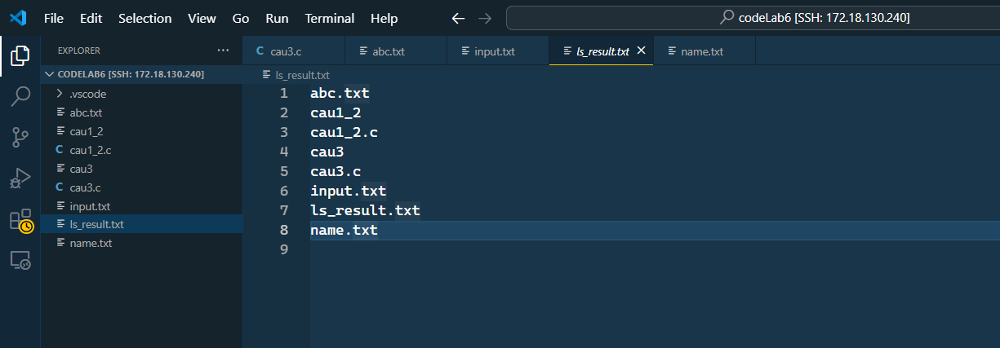 File Edit Selection View Go Run Terminal Help
codeLab6 [SSH: 172.18.130.240]
EXPLORER
CODELAB6 [SSH: 172.18.130.240]
.vscode
abc.txt
cau1_2
cau1_2.c
cau3
cau3.c
input.txt
ls_result.txt
name.txt
cau3.c abc.txt input.txt ls_result.txt name.txt
ls_result.txt
1 abc.txt
2 cau1_2
3 cau1_2.c
4 cau3
5 cau3.c
6 input.txt
7 ls_result.txt
8 name.txt
9